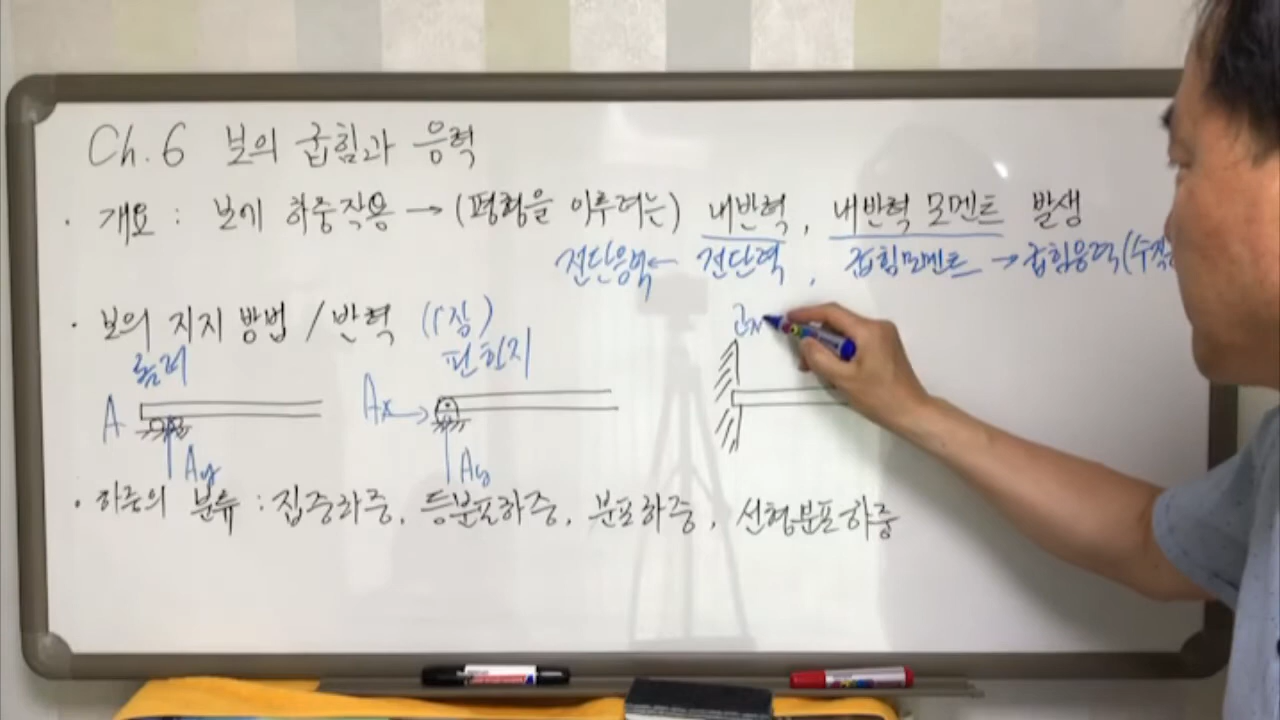 Ch.6 보의 굽힘과 응력
· 개요 : 보에 하중작용 → (평형을 이루려는) 내반력, 내반력 모멘트 발생
전단응력 ← 전단력, 굽힘모멘트 → 굽힘응력(수직
· 보의 지지 방법 / 반력 (지점)
롤러 핀힌지 고정
A Ax →
Ay Ay
· 하중의 분류 : 집중하중, 등분포하중, 분포하중, 선형분포하중